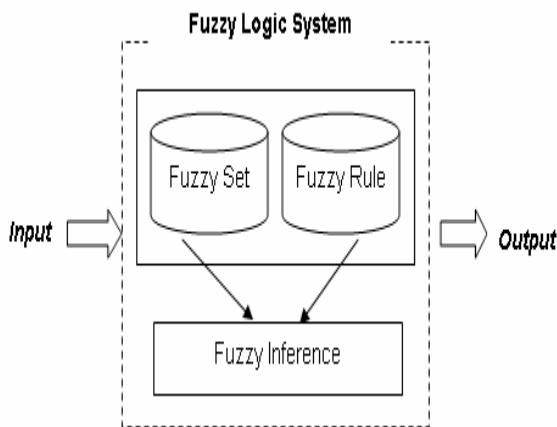 Fuzzy Logic System
Fuzzy Set
Fuzzy Rule
Input
Output
Fuzzy Inference